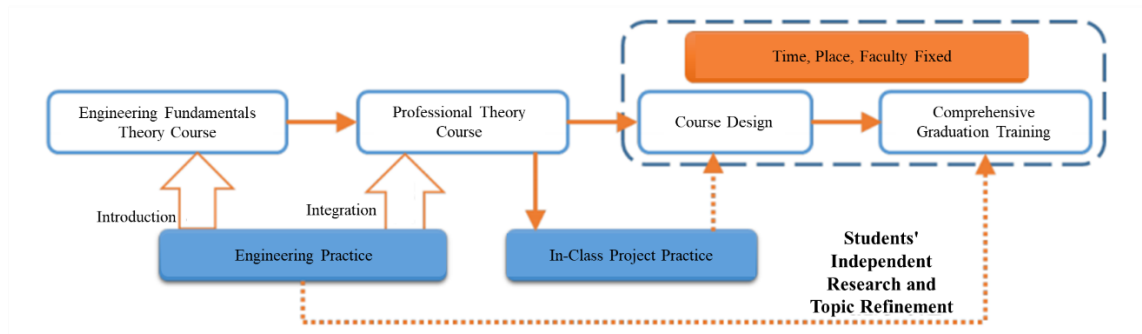 Time, Place, Faculty Fixed
Engineering Fundamentals
Theory Course
Professional Theory
Course
Course Design
Comprehensive
Graduation Training
Introduction
Integration
Engineering Practice
In-Class Project Practice
Students'
Independent
Research and
Topic Refinement